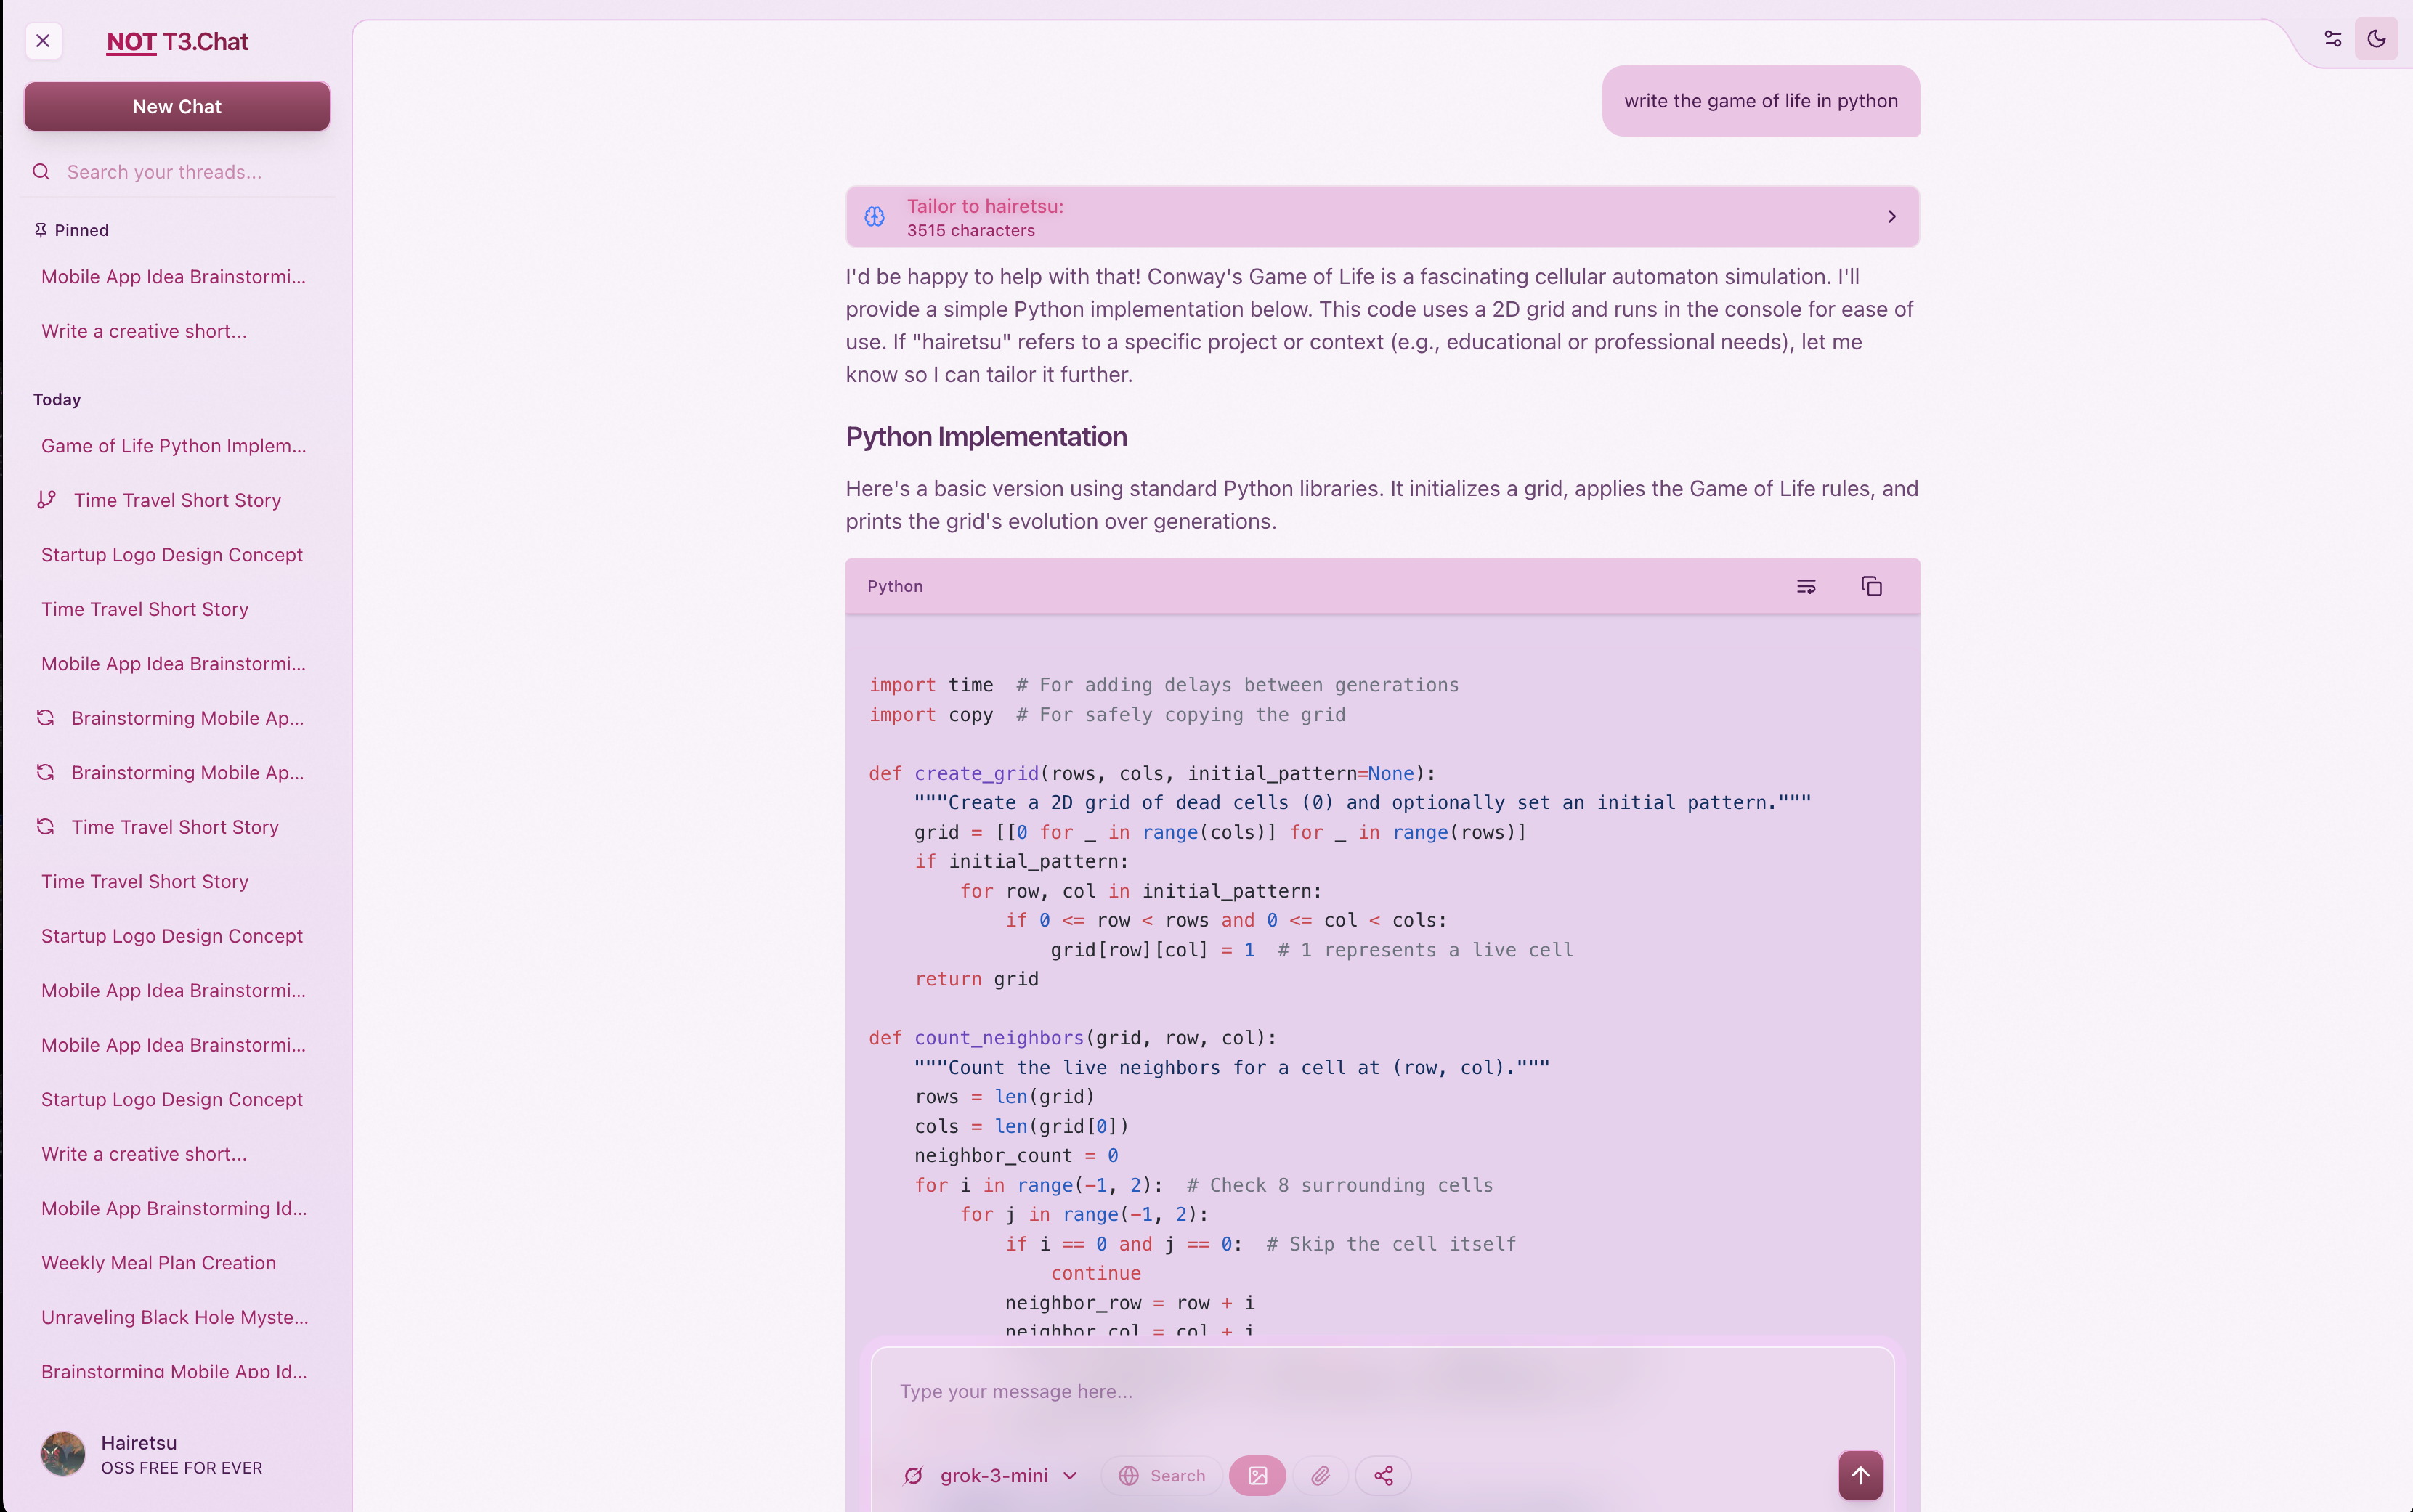 NOT T3.Chat
New Chat
Search your threads...
Pinned
Mobile App Idea Brainstormi...
Write a creative short...
Today
Game of Life Python Implem...
Time Travel Short Story
Startup Logo Design Concept
Time Travel Short Story
Mobile App Idea Brainstormi...
Brainstorming Mobile Ap...
Brainstorming Mobile Ap...
Time Travel Short Story
Time Travel Short Story
Startup Logo Design Concept
Mobile App Idea Brainstormi...
Mobile App Idea Brainstormi...
Startup Logo Design Concept
Write a creative short...
Mobile App Brainstorming Id...
Weekly Meal Plan Creation
Unraveling Black Hole Myste...
Brainstorming Mobile App Id...
Hairetsu
OSS FREE FOR EVER
write the game of life in python
Tailor to hairetsu:
3515 characters
I'd be happy to help with that! Conway's Game of Life is a fascinating cellular automaton simulation. I'll
provide a simple Python implementation below. This code uses a 2D grid and runs in the console for ease of
use. If "hairetsu" refers to a specific project or context (e.g., educational or professional needs), let me
know so I can tailor it further.
Python Implementation
Here's a basic version using standard Python libraries. It initializes a grid, applies the Game of Life rules, and
prints the grid's evolution over generations.
Python
import time  # For adding delays between generations
import copy  # For safely copying the grid
def create_grid(rows, cols, initial_pattern=None):
    """Create a 2D grid of dead cells (0) and optionally set an initial pattern."""
    grid = [[0 for _ in range(cols)] for _ in range(rows)]
    if initial_pattern:
        for row, col in initial_pattern:
            if 0 <= row < rows and 0 <= col < cols:
                grid[row][col] = 1  # 1 represents a live cell
    return grid
def count_neighbors(grid, row, col):
    """Count the live neighbors for a cell at (row, col)."""
    rows = len(grid)
    cols = len(grid[0])
    neighbor_count = 0
    for i in range(-1, 2):  # Check 8 surrounding cells
        for j in range(-1, 2):
            if i == 0 and j == 0:  # Skip the cell itself
                continue
            neighbor_row = row + i
            neighbor_col = col + j
Type your message here...
grok-3-mini
Search